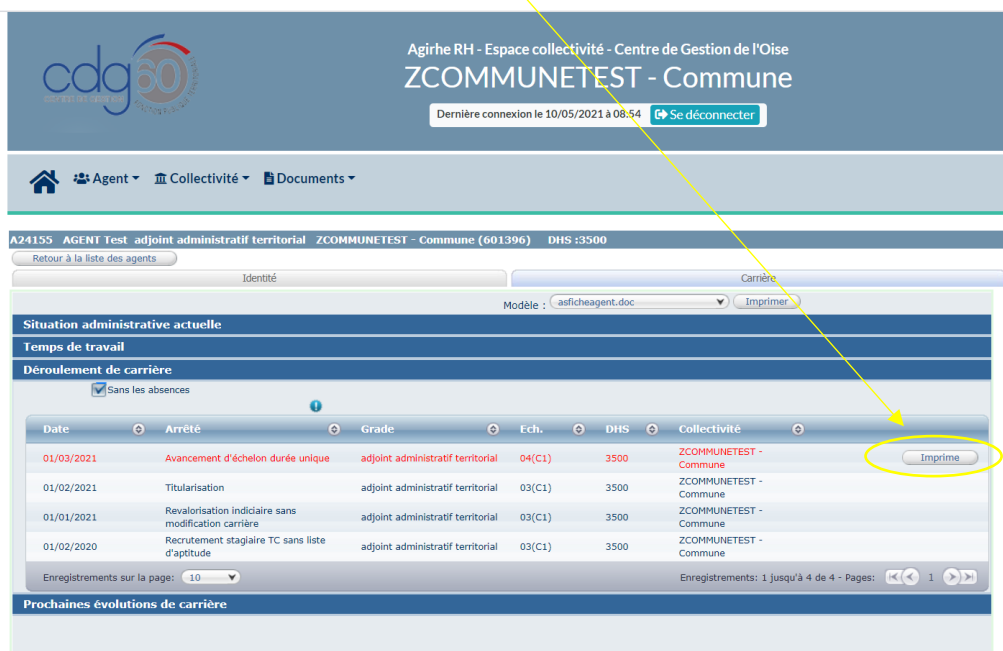 cdg60
Agirhe RH - Espace collectivité - Centre de Gestion de l'Oise
ZCOMMUNETEST - Commune
Dernière connexion le 10/05/2021 à 08:54 Se déconnecter
Agent Collectivité Documents
A24155 AGENT Test adjoint administratif territorial ZCOMMUNETEST - Commune (601396) DHS :3500
Retour à la liste des agents
Identité Carrière
Modèle : asficheagent.doc Imprimer
Situation administrative actuelle
Temps de travail
Déroulement de carrière
Sans les absences
Date Arrêté Grade Ech. DHS Collectivité
01/03/2021 Avancement d'échelon durée unique adjoint administratif territorial 04(C1) 3500 ZCOMMUNETEST - Commune Imprime
01/02/2021 Titularisation adjoint administratif territorial 03(C1) 3500 ZCOMMUNETEST - Commune
01/01/2021 Revalorisation indiciaire sans modification carrière adjoint administratif territorial 03(C1) 3500 ZCOMMUNETEST - Commune
01/02/2020 Recrutement stagiaire TC sans liste d'aptitude adjoint administratif territorial 03(C1) 3500 ZCOMMUNETEST - Commune
Enregistrements sur la page: 10 Enregistrements: 1 jusqu'à 4 de 4 - Pages: 1
Prochaines évolutions de carrière